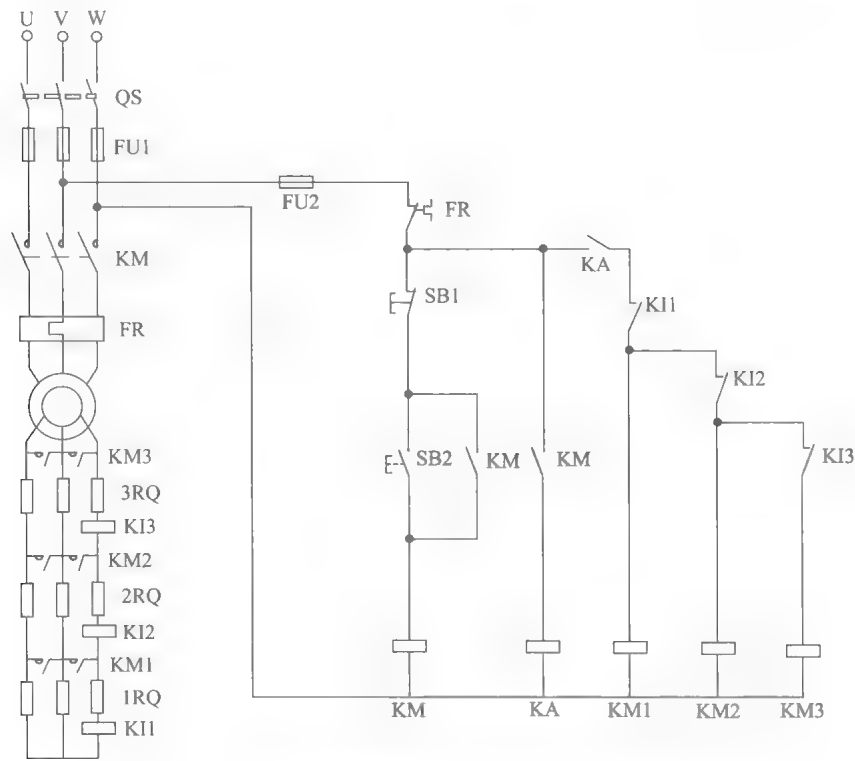 U V W
QS
FU1
FU2
FR
KM
KA
SB1
KI1
FR
KI2
KM3
SB2 KM KM
KI3
3RQ
KI3
KM2
2RQ
KI2
KM1
1RQ
KI1
KM KA KM1 KM2 KM3